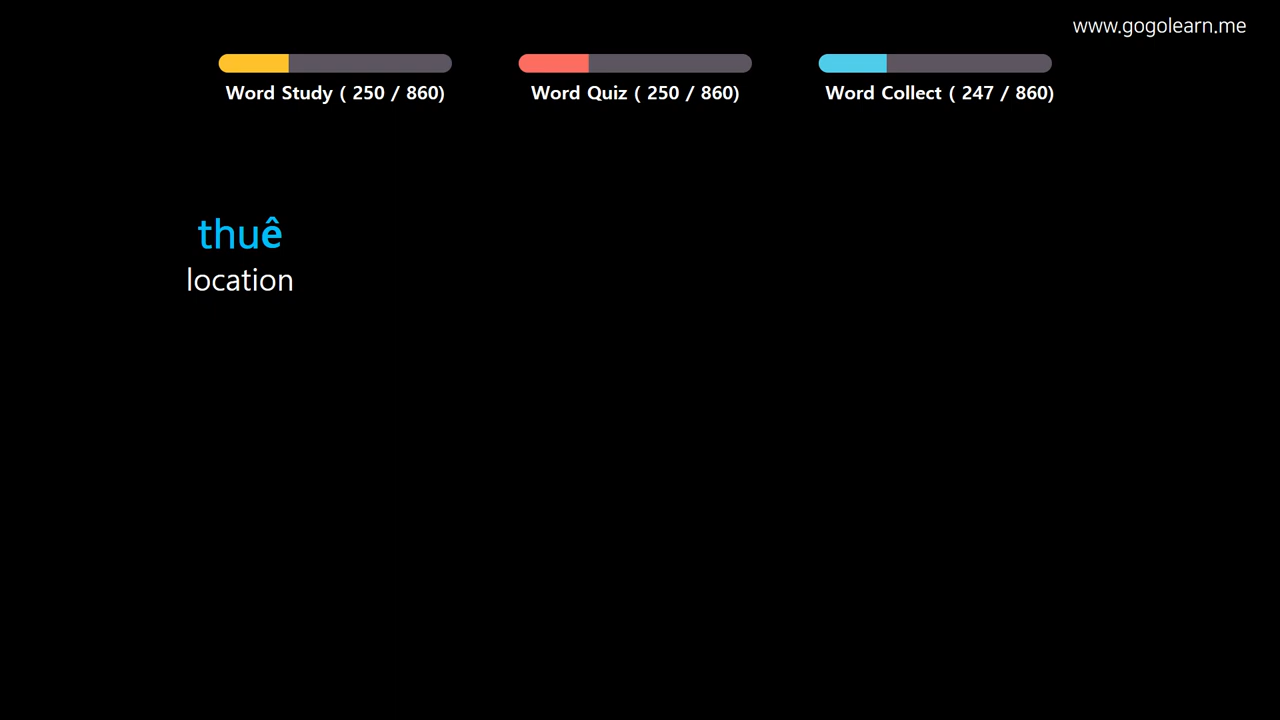 www.gogolearn.me
Word Study ( 250 / 860)
Word Quiz ( 250 / 860)
Word Collect ( 247 / 860)
thuê
location